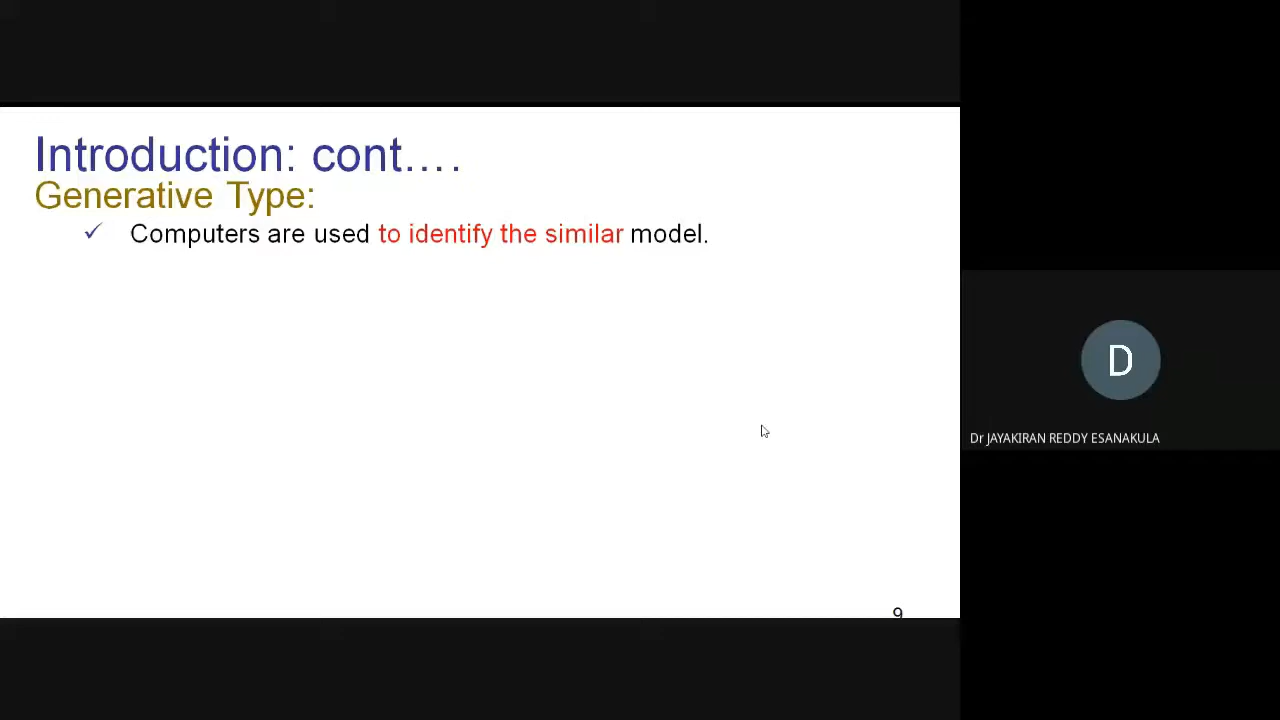 Introduction: cont….
Generative Type:
✓ Computers are used to identify the similar model.
9
D
Dr JAYAKIRAN REDDY ESANAKULA